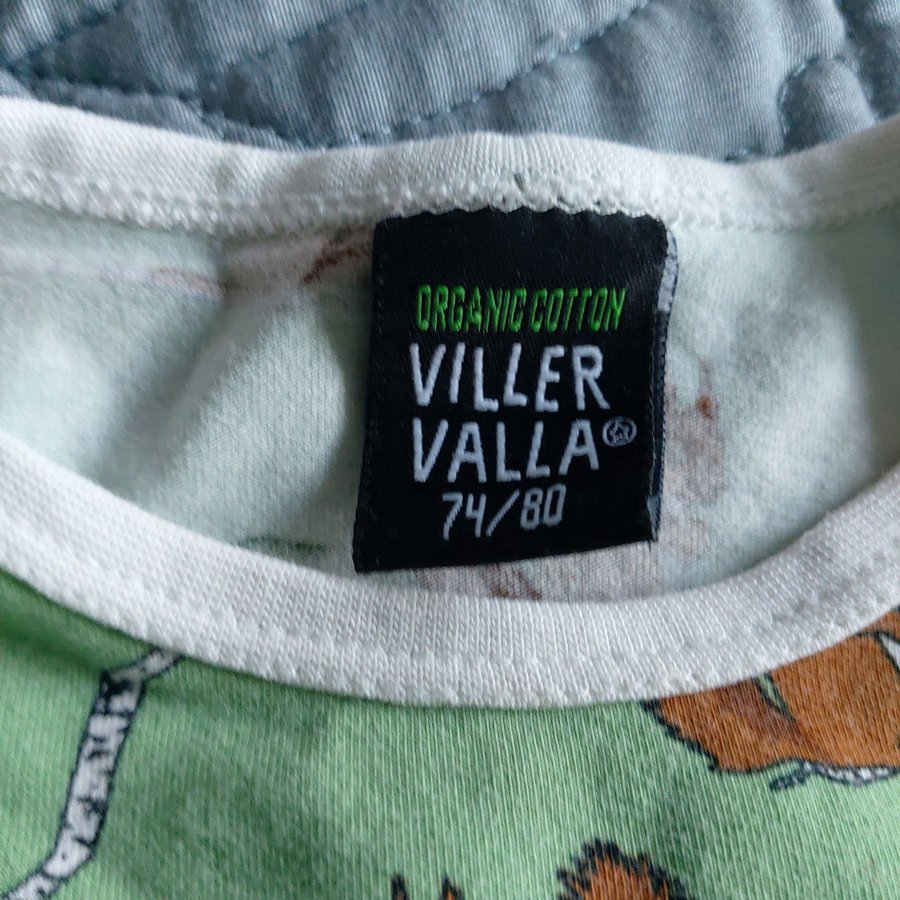 ORGANIC COTTON
VILLER
VALLA
74/80